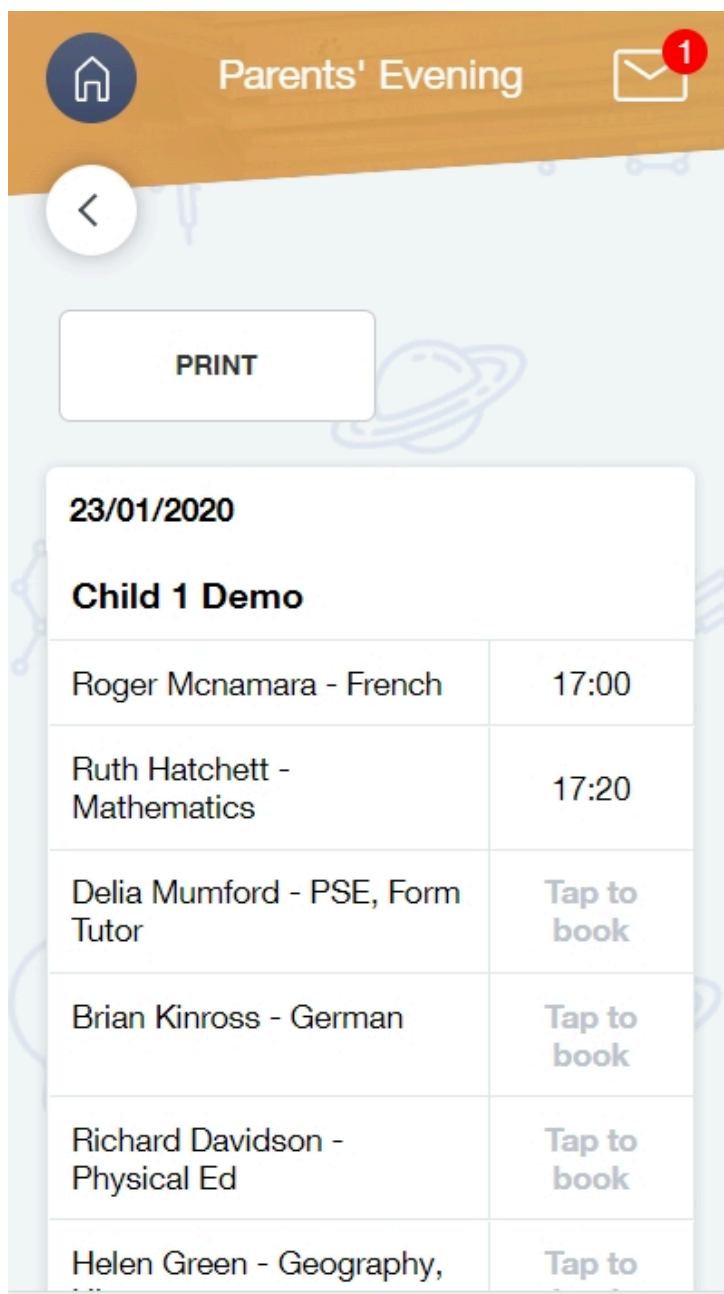 Parents' Evening
1
PRINT
23/01/2020
Child 1 Demo
Roger Mcnamara - French 17:00
Ruth Hatchett -
Mathematics
17:20
Delia Mumford - PSE, Form
Tutor
Tap to
book
Brian Kinross - German
Tap to
book
Richard Davidson -
Physical Ed
Tap to
book
Helen Green - Geography,
Tap to